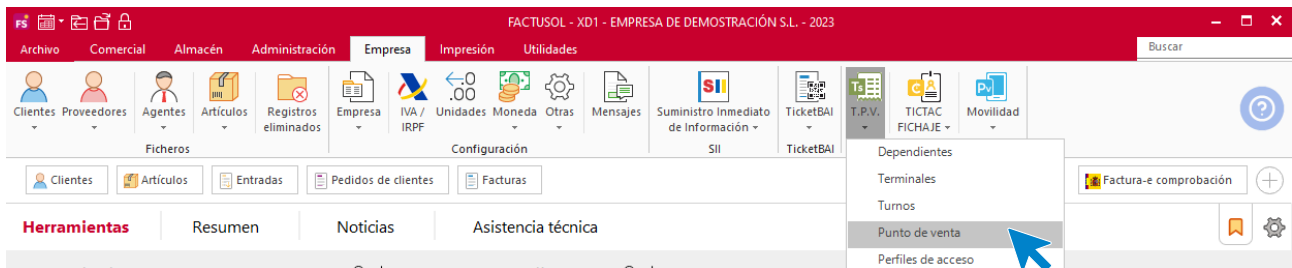 FS
FACTUSOL - XD1 - EMPRESA DE DEMOSTRACIÓN S.L. - 2023
Archivo Comercial Almacén Administración Empresa Impresión Utilidades Buscar
Clientes Proveedores Agentes Artículos Registros eliminados Empresa IVA / IRPF Unidades Moneda Otras Mensajes Suministro Inmediato de Información TicketBAI T.P.V. TICTAC FICHAJE Movilidad
Ficheros Configuración SII TicketBAI
Dependientes
Clientes Artículos Entradas Pedidos de clientes Facturas Terminales Factura-e comprobación
Turnos
Herramientas Resumen Noticias Asistencia técnica Punto de venta
Perfiles de acceso